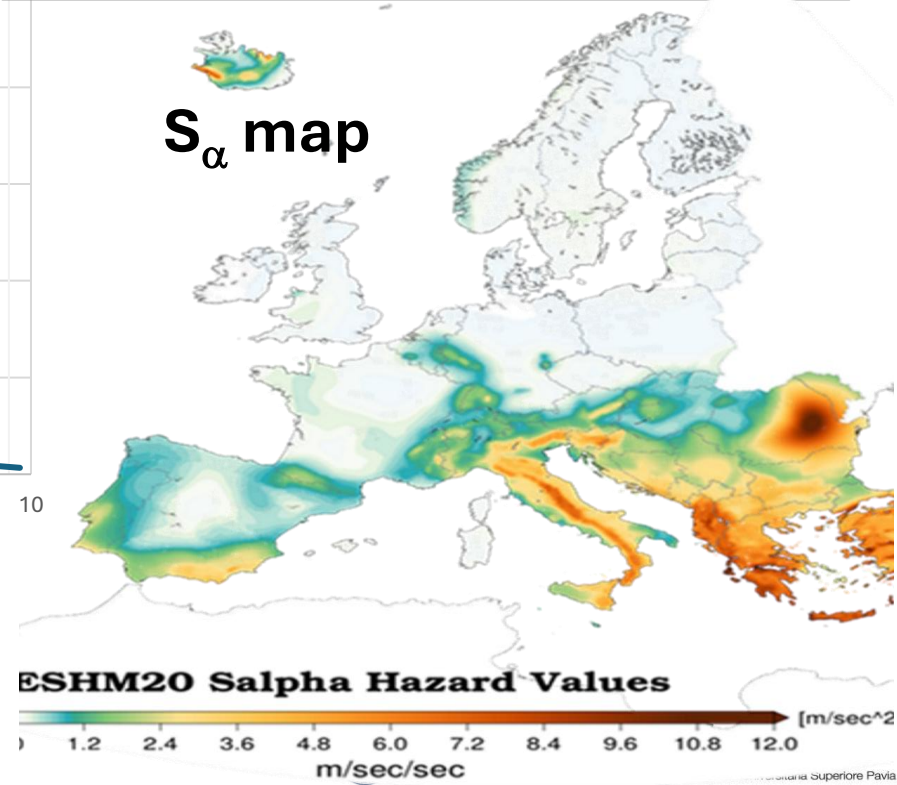 Sα map
10
ESHM20 Salpha Hazard Values
[m/sec^2
0 1.2 2.4 3.6 4.8 6.0 7.2 8.4 9.6 10.8 12.0
m/sec/sec
Superiore Pavia